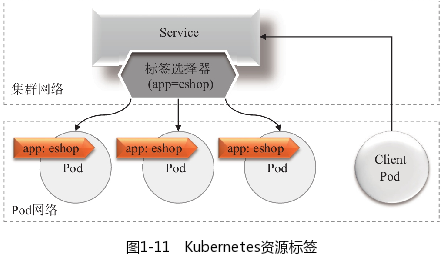 Service
标签选择器
(app=eshop)
集群网络
app: eshop
Pod
app: eshop
Pod
app: eshop
Pod
Client
Pod
Pod网络
图1-11 Kubernetes资源标签